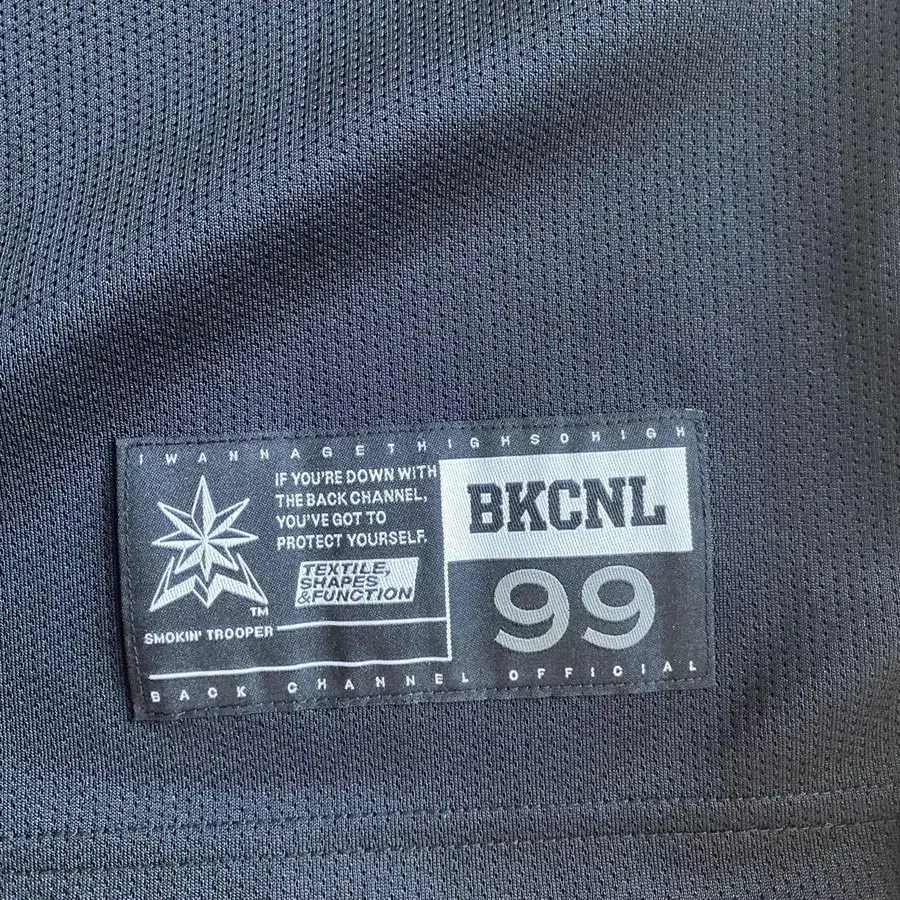 IWANNAGETHIGHSOHIGH
IF YOU'RE DOWN WITH
THE BACK CHANNEL,
YOU'VE GOT TO
PROTECT YOURSELF.
TEXTILE,
SHAPES
&FUNCTION
TM
SMOKIN' TROOPER
BKCNL
99
BACK CHANNEL OFFICIAL